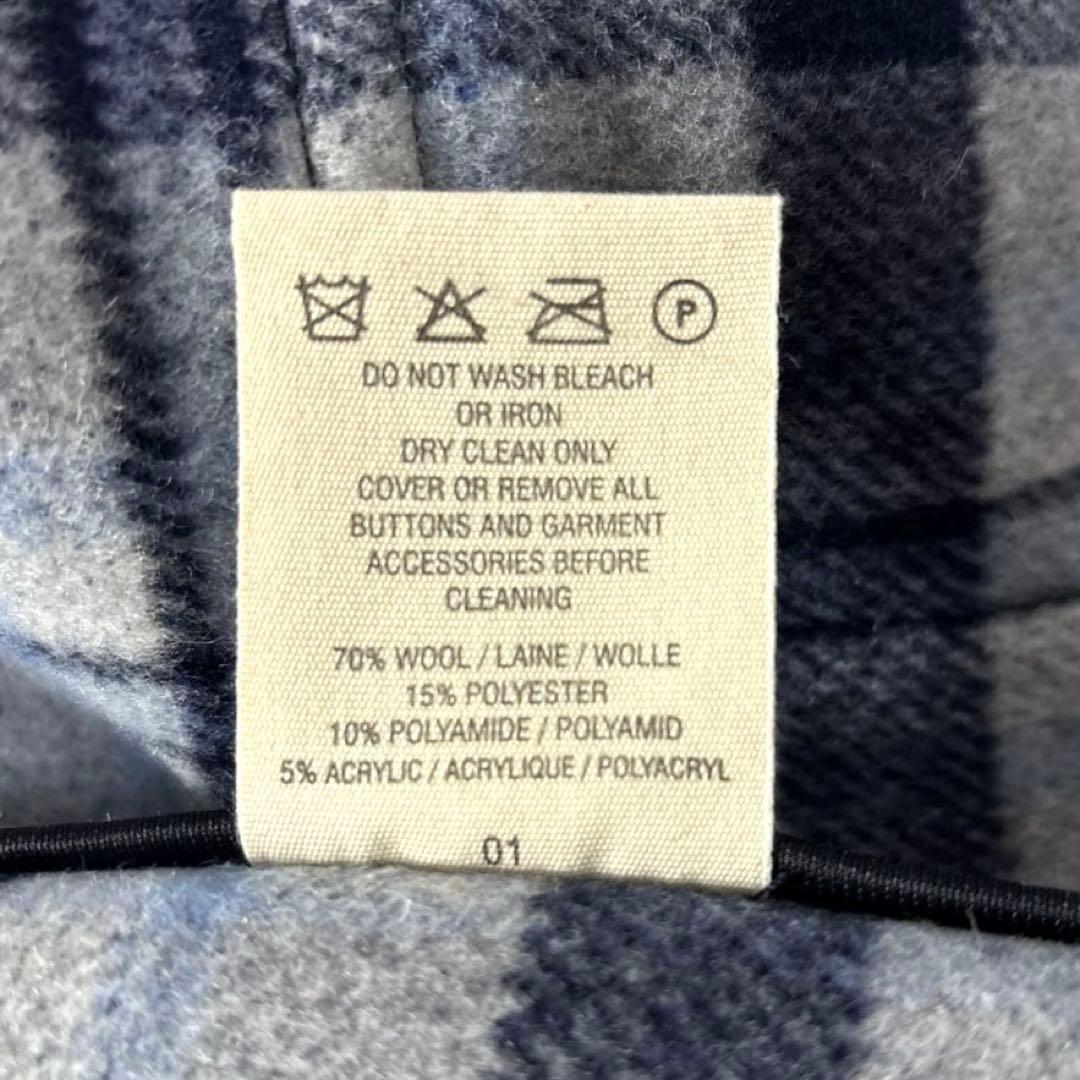 P
DO NOT WASH BLEACH
OR IRON
DRY CLEAN ONLY
COVER OR REMOVE ALL
BUTTONS AND GARMENT
ACCESSORIES BEFORE
CLEANING
70% WOOL / LAINE / WOLLE
15% POLYESTER
10% POLYAMIDE / POLYAMID
5% ACRYLIC / ACRYLIQUE / POLYACRYL
01